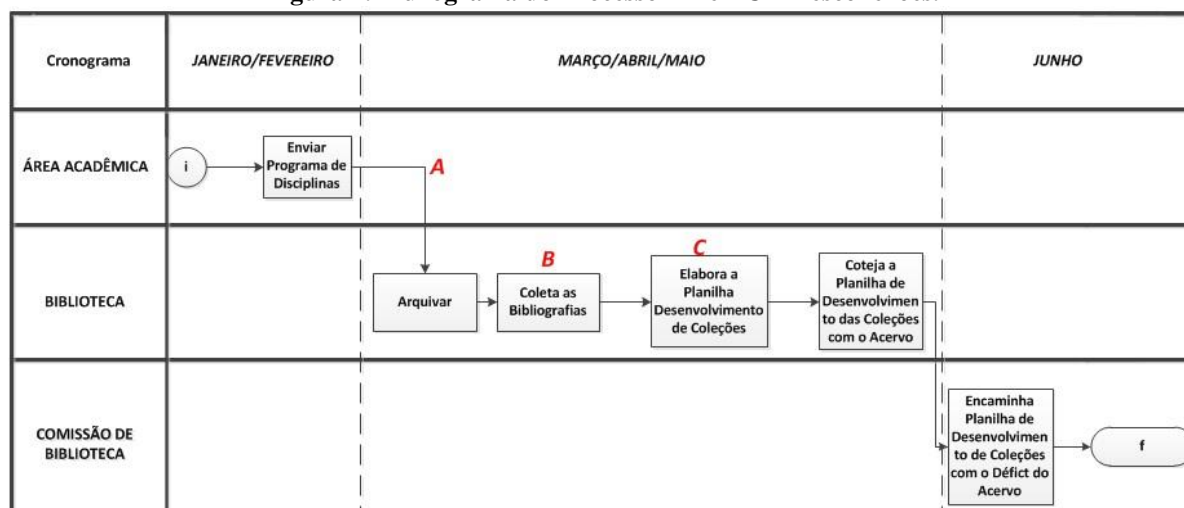 Cronograma
JANEIRO/FEVEREIRO
MARÇO/ABRIL/MAIO
JUNHO
ÁREA ACADÊMICA
i
Enviar
Programa de
Disciplinas
A
BIBLIOTECA
Arquivar
B
Coleta as
Bibliografias
C
Elabora a
Planilha
Desenvolvimento
de Coleções
Coteja a
Planilha de
Desenvolvimen
to das Coleções
com o Acervo
COMISSÃO DE
BIBLIOTECA
Encaminha
Planilha de
Desenvolvimen
to de Coleções
com o Défict do
Acervo
f